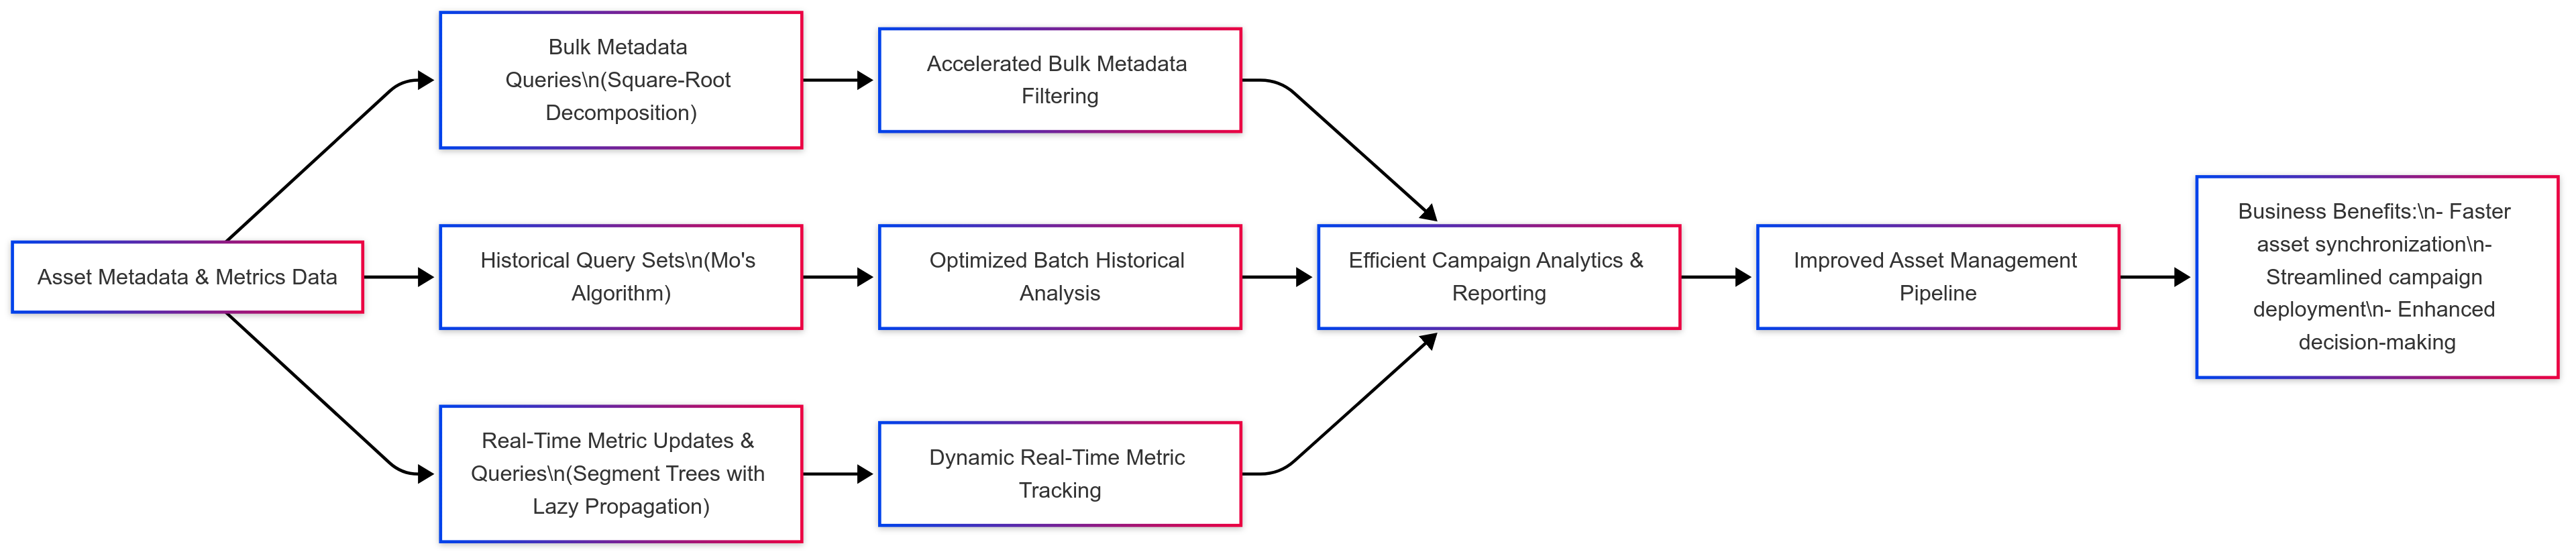 Asset Metadata & Metrics Data
Bulk Metadata
Queries\n(Square-Root
Decomposition)
Historical Query Sets\n(Mo's
Algorithm)
Real-Time Metric Updates &
Queries\n(Segment Trees with
Lazy Propagation)
Accelerated Bulk Metadata
Filtering
Optimized Batch Historical
Analysis
Dynamic Real-Time Metric
Tracking
Efficient Campaign Analytics &
Reporting
Improved Asset Management
Pipeline
Business Benefits:\n- Faster
asset synchronization\n-
Streamlined campaign
deployment\n- Enhanced
decision-making